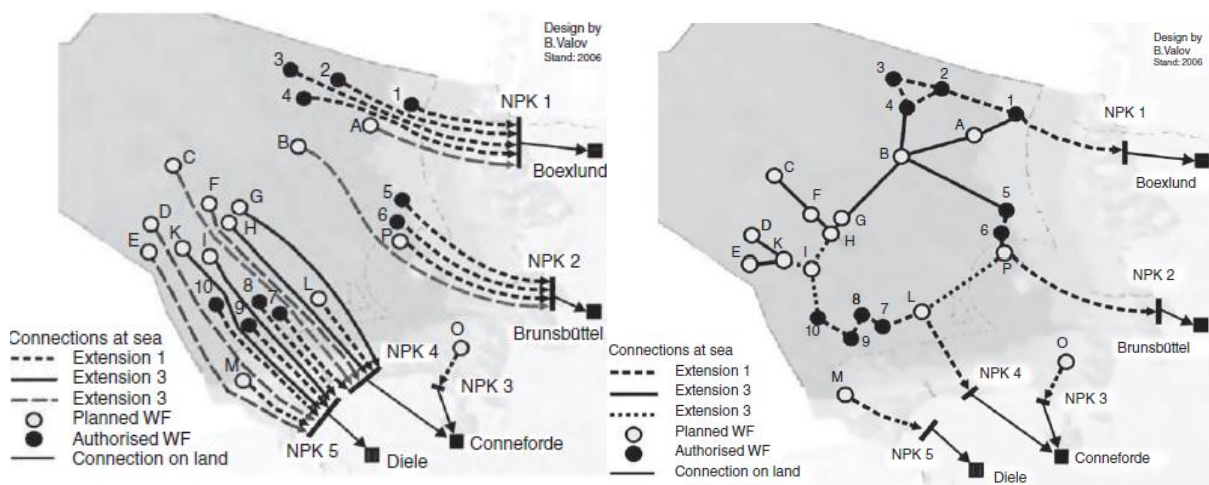 Design by
B.Valov
Stand: 2006
3
2
4
1
NPK 1
A
B
Boexlund
C
F
G
5
6
P
D
K
H
E
I
NPK 2
10
8
7
L
9
Brunsbüttel
O
M
NPK 4
NPK 3
NPK 5
Conneforde
Diele
Connections at sea
Extension 1
Extension 3
Extension 3
Planned WF
Authorised WF
Connection on land
Design by
B.Valov
Stand: 2006
3
2
4
1
NPK 1
A
B
Boexlund
C
F
G
5
6
P
D
K
H
E
I
NPK 2
10
8
7
L
9
Brunsbüttel
O
M
NPK 4
NPK 3
NPK 5
Conneforde
Diele
Connections at sea
Extension 1
Extension 3
Extension 3
Planned WF
Authorised WF
Connection on land